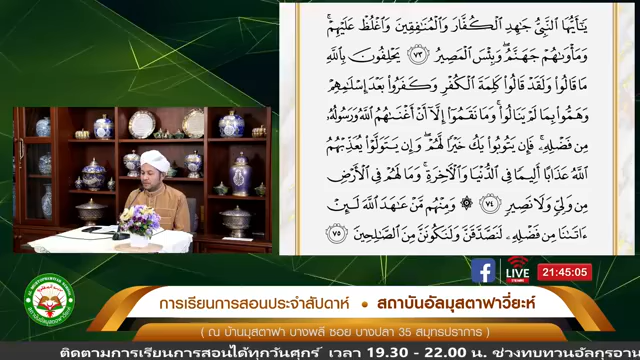 يَـٰٓأَيُّهَا ٱلنَّبِىُّ جَـٰهِدِ ٱلْكُفَّارَ وَٱلْمُنَـٰفِقِينَ وَٱغْلُظْ عَلَيْهِمْ ۚ
وَمَأْوَىٰهُمْ جَهَنَّمُ ۖ وَبِئْسَ ٱلْمَصِيرُ ٧٣ يَحْلِفُونَ بِٱللَّهِ
مَا قَالُوا۟ وَلَقَدْ قَالُوا۟ كَلِمَةَ ٱلْكُفْرِ وَكَفَرُوا۟ بَعْدَ إِسْلَـٰمِهِمْ
وَهَمُّوا۟ بِمَا لَمْ يَنَالُوا۟ ۚ وَمَا نَقَمُوٓا۟ إِلَّآ أَنْ أَغْنَىٰهُمُ ٱللَّهُ وَرَسُولُهُۥ
مِن فَضْلِهِۦ ۚ فَإِن يَتُوبُوا۟ يَكُ خَيْرًا لَّهُمْ ۖ وَإِن يَتَوَلَّوْا۟ يُعَذِّبْهُمُ
ٱللَّهُ عَذَابًا أَلِيمًا فِى ٱلدُّنْيَا وَٱلْـَٔاخِرَةِ ۚ وَمَا لَهُمْ فِى ٱلْأَرْضِ
مِن وَلِىٍّ وَلَا نَصِيرٍ ٧٤ ۞ وَمِنْهُم مَّنْ عَـٰهَدَ ٱللَّهَ لَئِنْ
ءَاتَىٰنَا مِن فَضْلِهِۦ لَنَصَّدَّقَنَّ وَلَنَكُونَنَّ مِنَ ٱلصَّـٰلِحِينَ ٧٥
LIVE
21:45:05
การเรียนการสอนประจำสัปดาห์ • สถาบันอัลมุสตาฟาวี่ยะห์
( ณ บ้านมุสตาฟา บางพลี ซอย บางปลา 35 สมุทรปราการ )
ติดตามการเรียนการสอนได้ทุกวันศุกร์ เวลา 19.30 - 22.00 น. ช่วงทบทวนอัลกุรอาน